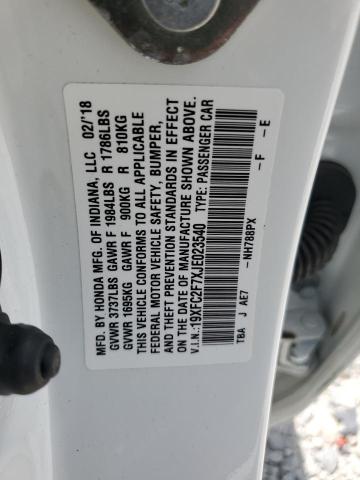 MFD. BY HONDA MFG. OF INDIANA, LLC 02/'18
GVWR 3737LBS GAWR F 1984LBS R 1786LBS
GVWR 1695KG GAWR F 900KG R 810KG
THIS VEHICLE CONFORMS TO ALL APPLICABLE
FEDERAL MOTOR VEHICLE SAFETY, BUMPER,
AND THEFT PREVENTION STANDARDS IN EFFECT
ON THE DATE OF MANUFACTURE SHOWN ABOVE.
V.I.N.:19XFC2F7XJE023540 TYPE: PASSENGER CAR
NH788PX F E
TBA J AE7